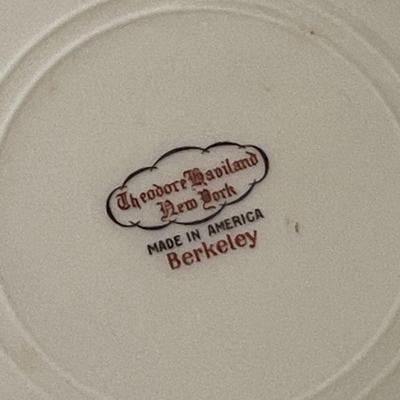 Theodore Haviland
New York
MADE IN AMERICA
Berkeley